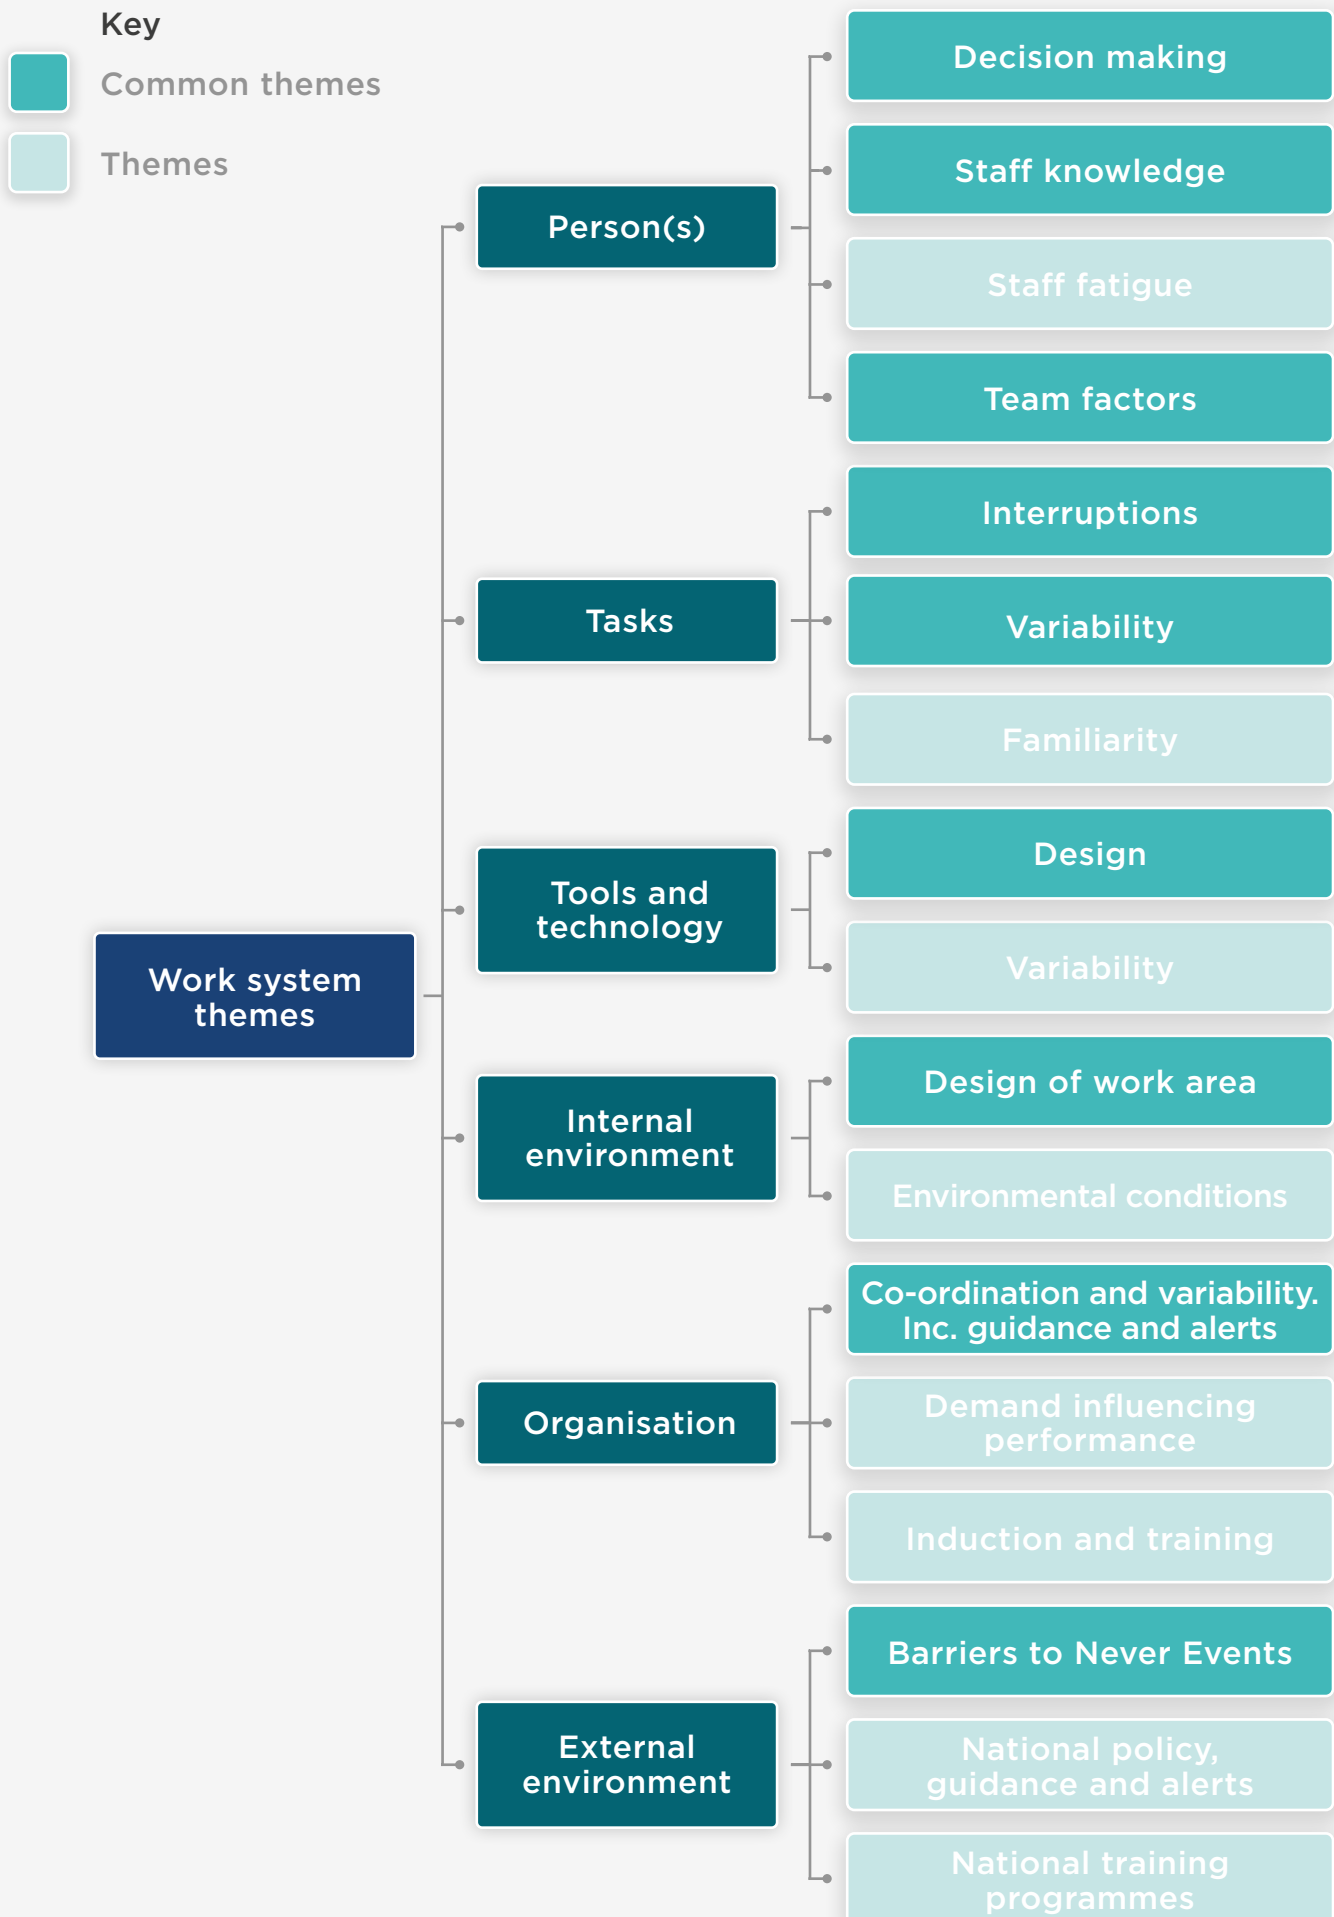 Key
Common themes
Themes
Work system
themes
Person(s)
Decision making
Staff knowledge
Staff fatigue
Team factors
Tasks
Interruptions
Variability
Familiarity
Tools and
technology
Design
Variability
Internal
environment
Design of work area
Environmental conditions
Organisation
Co-ordination and variability.
Inc. guidance and alerts
Demand influencing
performance
Induction and training
External
environment
Barriers to Never Events
National policy,
guidance and alerts
National training
programmes